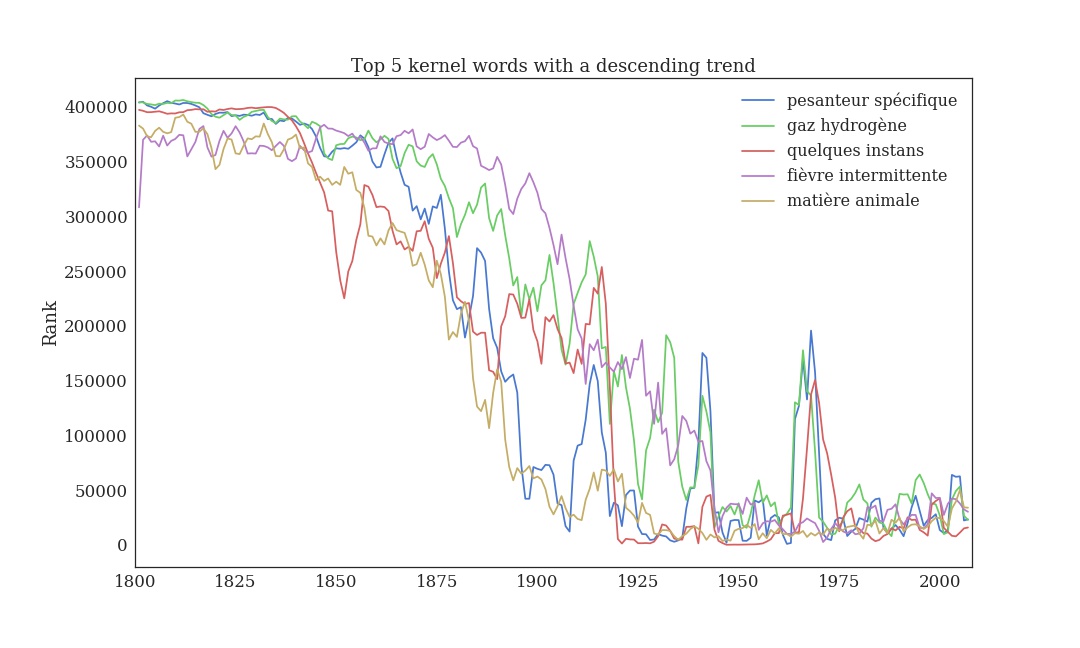 Top 5 kernel words with a descending trend
pesanteur spécifique
gaz hydrogène
quelques instans
fièvre intermittente
matière animale
Rank
400000
350000
300000
250000
200000
150000
100000
50000
0
1800 1825 1850 1875 1900 1925 1950 1975 2000